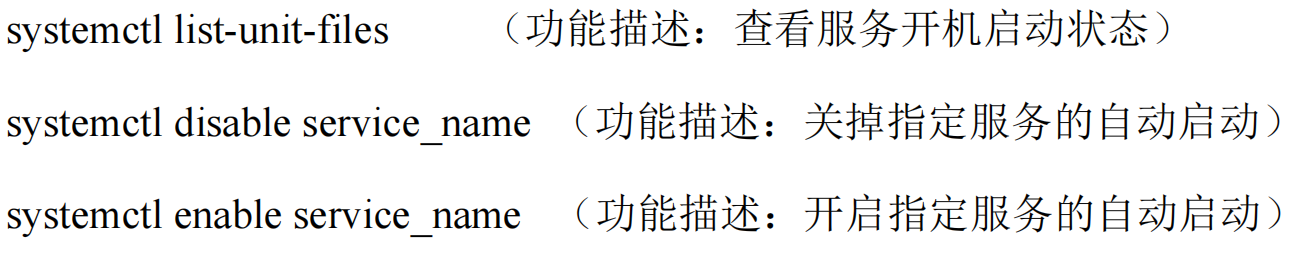 systemctl list-unit-files （功能描述：查看服务开机启动状态）
systemctl disable service_name （功能描述：关掉指定服务的自动启动）
systemctl enable service_name （功能描述：开启指定服务的自动启动）